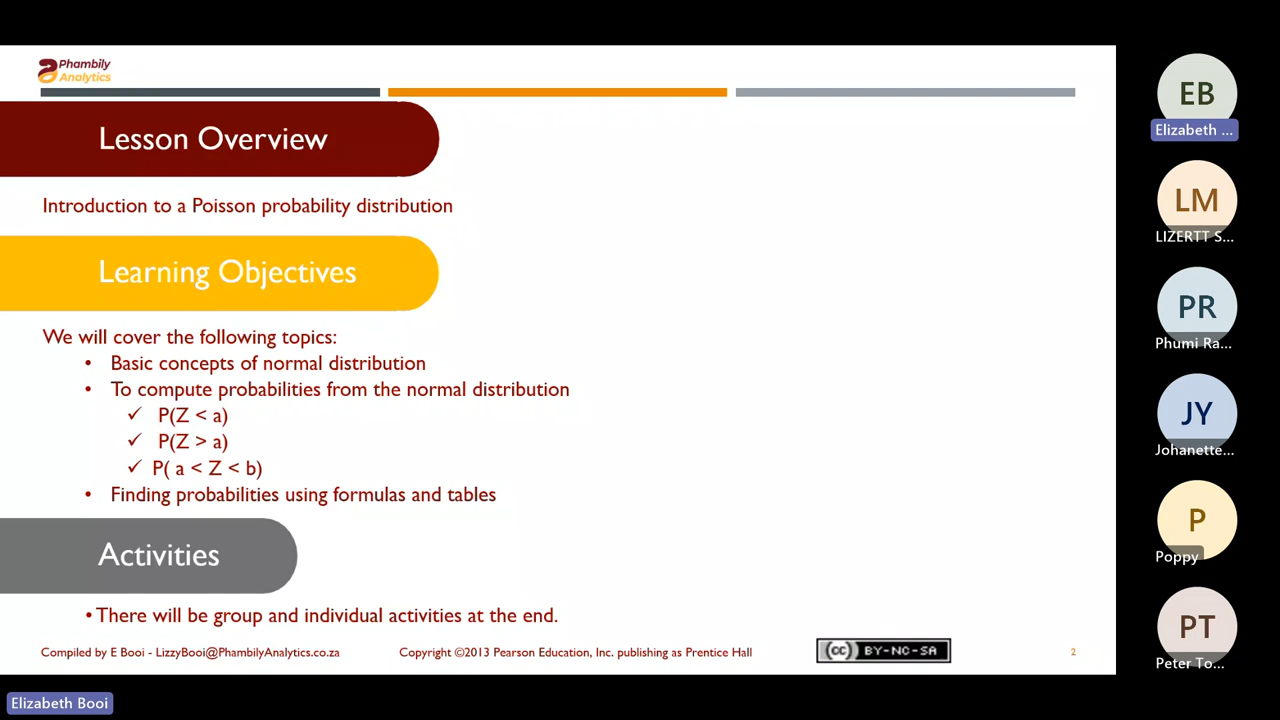 Phambily
Analytics
Lesson Overview
Introduction to a Poisson probability distribution
Learning Objectives
We will cover the following topics:
• Basic concepts of normal distribution
• To compute probabilities from the normal distribution
✓ P(Z < a)
✓ P(Z > a)
✓ P( a < Z < b)
• Finding probabilities using formulas and tables
Activities
• There will be group and individual activities at the end.
Compiled by E Booi - LizzyBooi@PhambilyAnalytics.co.za
Copyright ©2013 Pearson Education, Inc. publishing as Prentice Hall
(cc) BY-NC-SA
2
EB
Elizabeth ...
LM
LIZERTT S...
PR
Phumi Ra...
JY
Johanette...
P
Poppy
PT
Peter To...
Elizabeth Booi